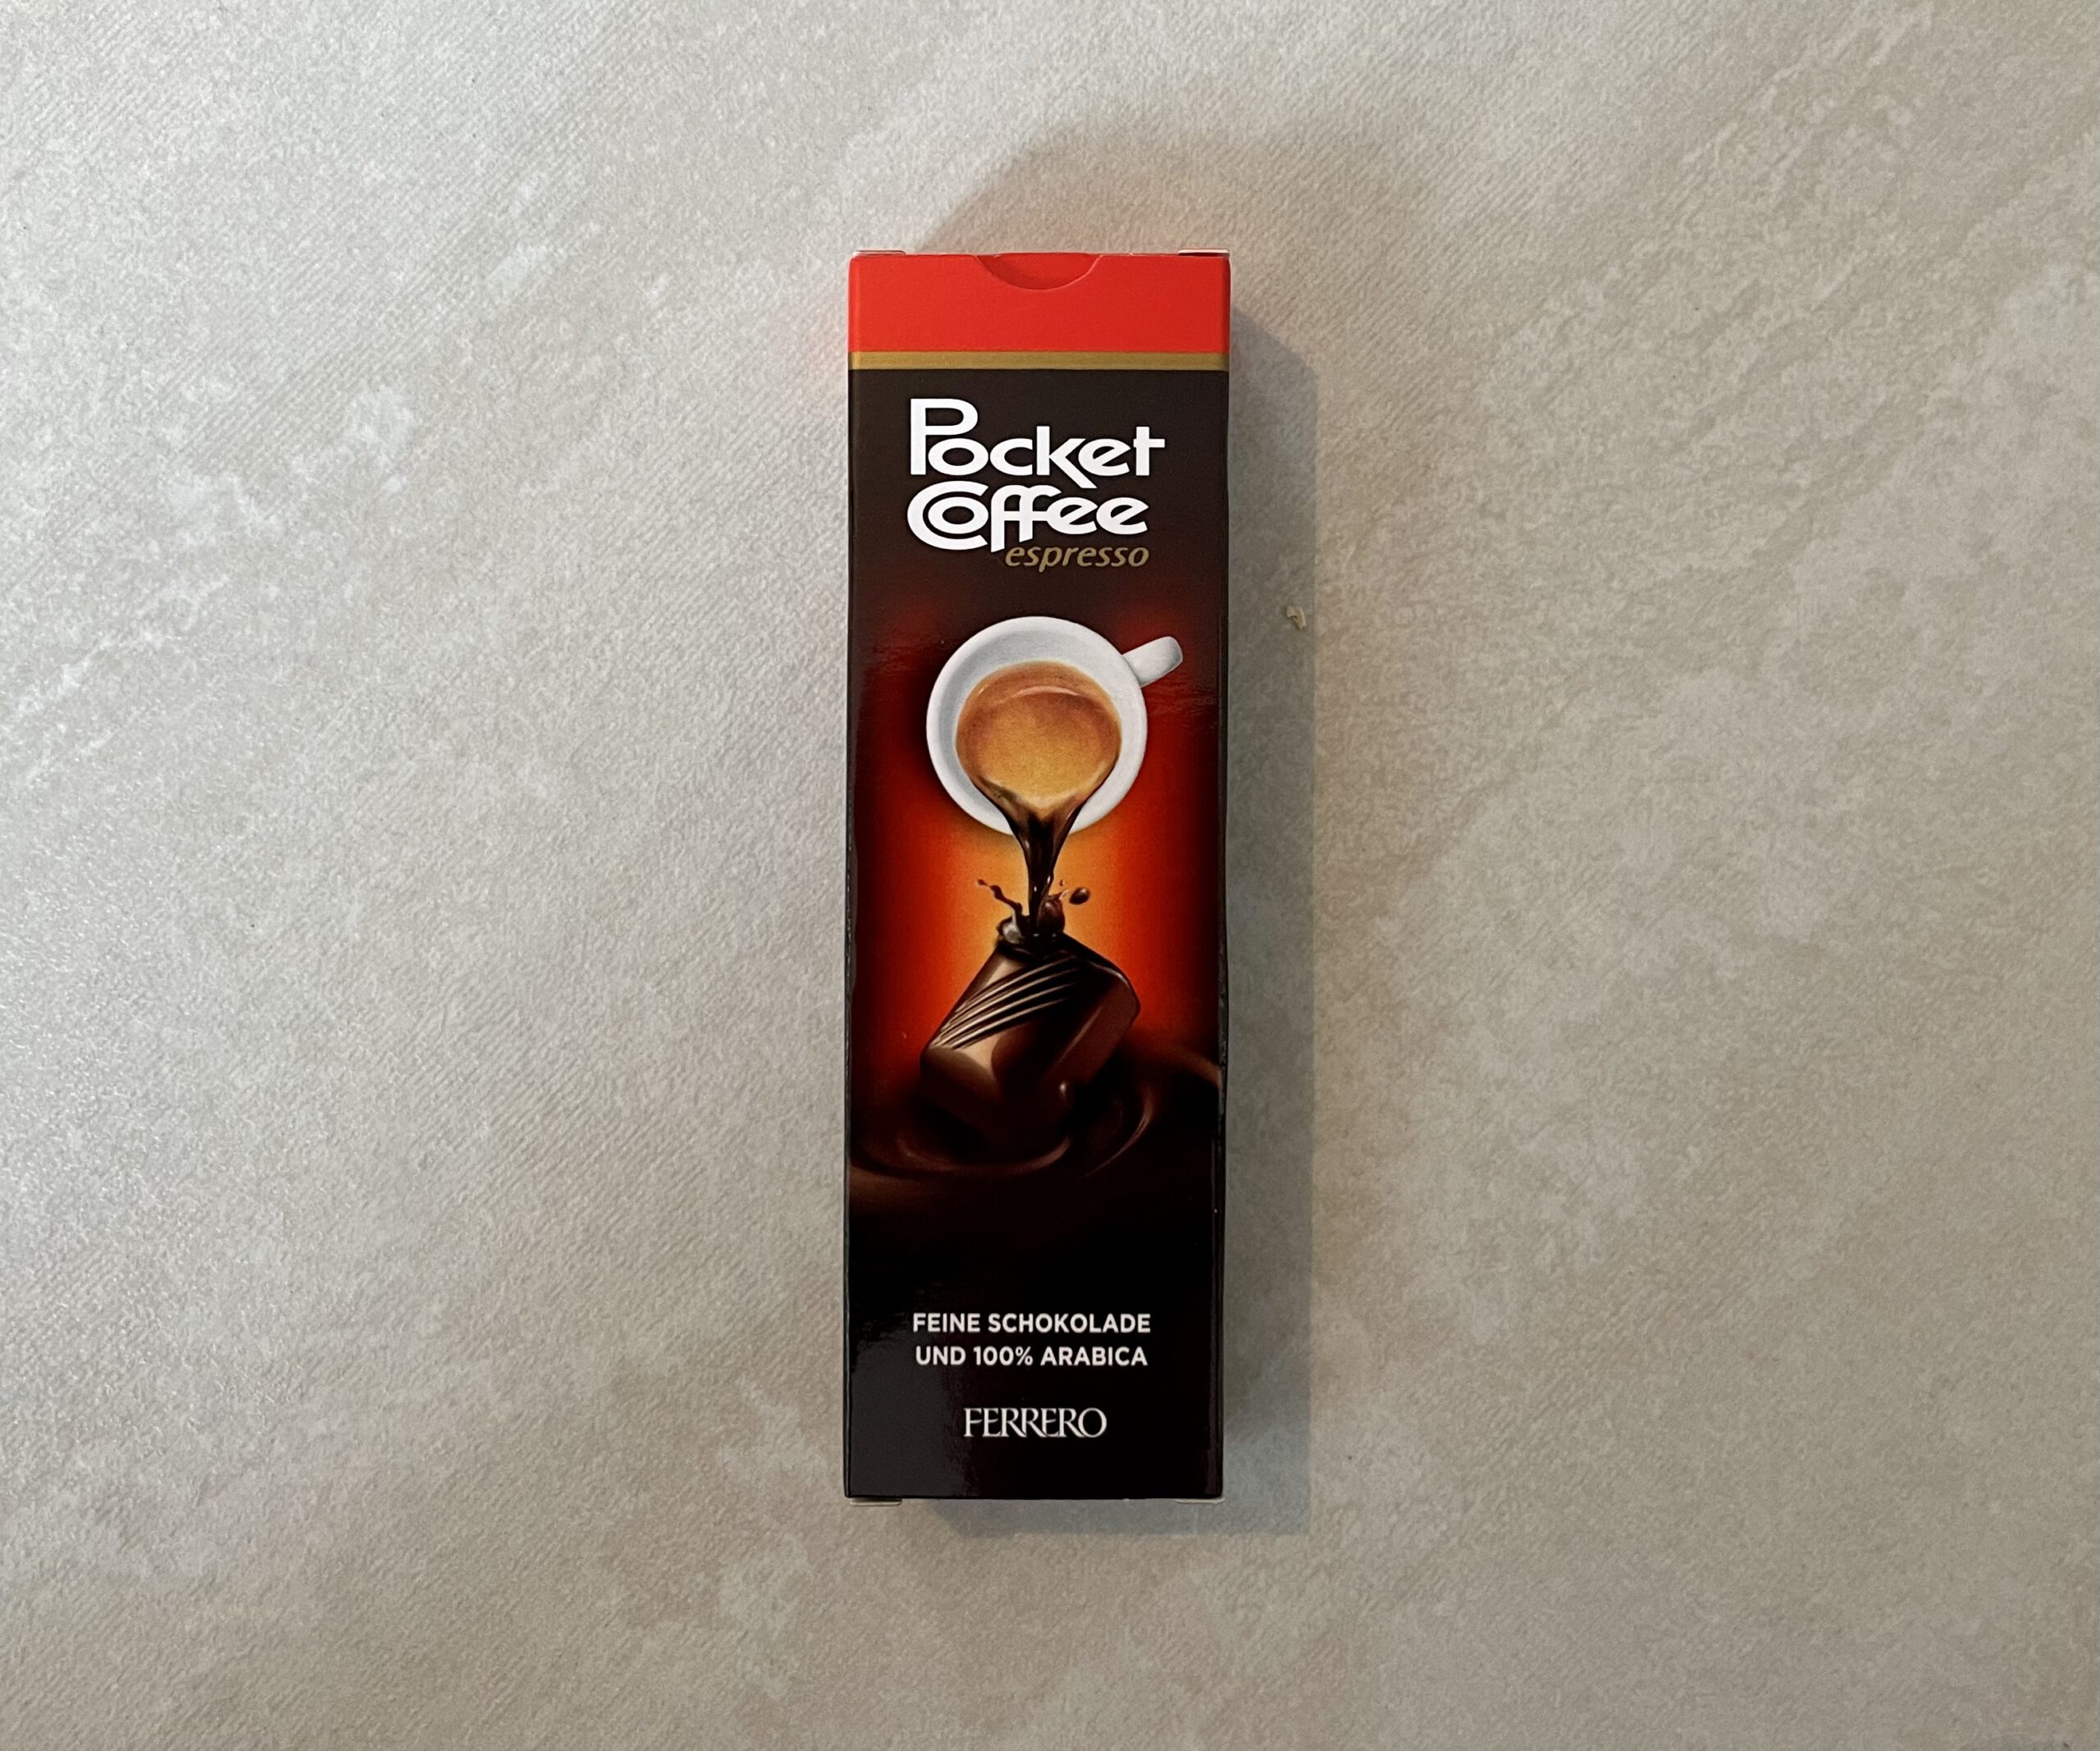 Pocket
Coffee
espresso
FEINE SCHOKOLADE
UND 100% ARABICA
FERRERO